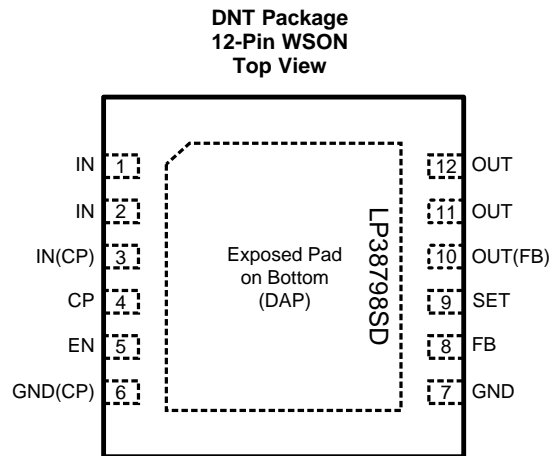 DNT Package
12-Pin WSON
Top View
IN 1
IN 2
IN(CP) 3
CP 4
EN 5
GND(CP) 6
Exposed Pad
on Bottom
(DAP)
LP38798SD
12 OUT
11 OUT
10 OUT(FB)
9 SET
8 FB
7 GND